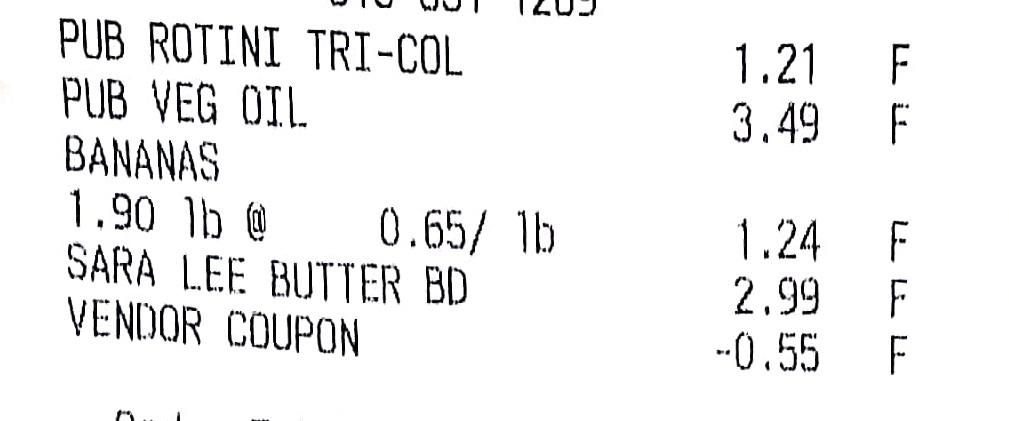 PUB ROTINI TRI-COL 1.21 F
PUB VEG OIL 3.49 F
BANANAS
1.90 lb @ 0.65/ lb 1.24 F
SARA LEE BUTTER BD 2.99 F
VENDOR COUPON -0.55 F